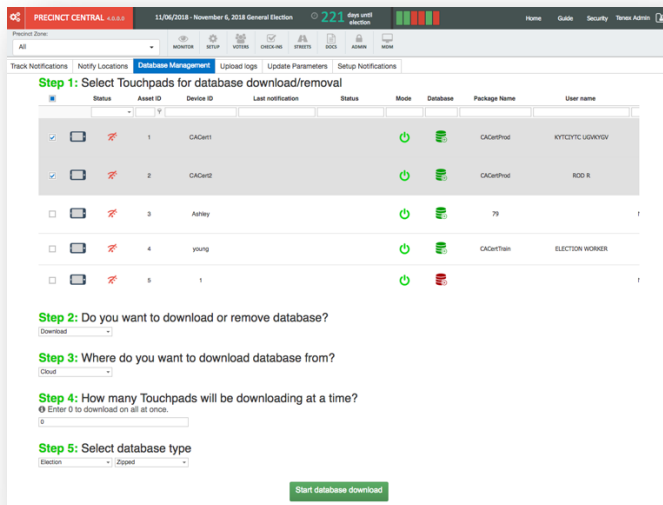 PRECINCT CENTRAL 4.0.0.0 11/06/2018 - November 6, 2018 General Election 221 days until election Home Guide Security Tenex Admin
Precinct Zone:
All
MONITOR SETUP VOTERS CHECK-INS STREETS DOCS ADMIN MDM
Track Notifications Notify Locations Database Management Upload logs Update Parameters Setup Notifications
Step 1: Select Touchpads for database download/removal
Status Asset ID Device ID Last notification Status Mode Database Package Name User name
1 CACert1 CACertProd KYTCIYTC UGVKYGV
2 CACert2 CACertProd ROD R
3 Ashley 79
4 young CACertTrain ELECTION WORKER
5 1
Step 2: Do you want to download or remove database?
Download
Step 3: Where do you want to download database from?
Cloud
Step 4: How many Touchpads will be downloading at a time?
Enter 0 to download on all at once.
0
Step 5: Select database type
Election Zipped
Start database download